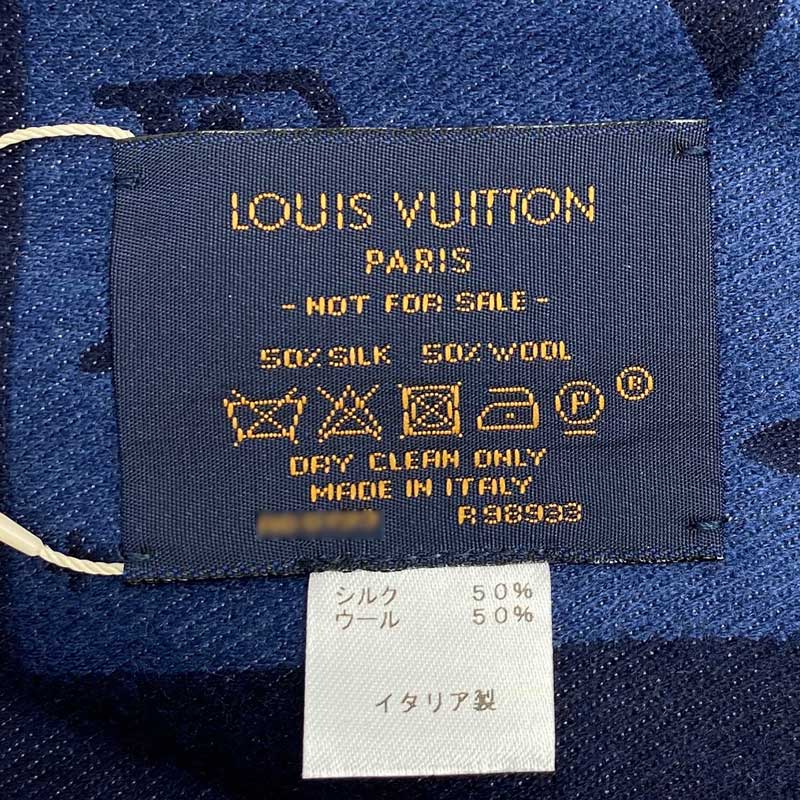 LOUIS VUITTON
PARIS
- NOT FOR SALE -
50% SILK 50% WOOL
P ®
DRY CLEAN ONLY
MADE IN ITALY
R98933
シルク 50%
ウール 50%
イタリア製